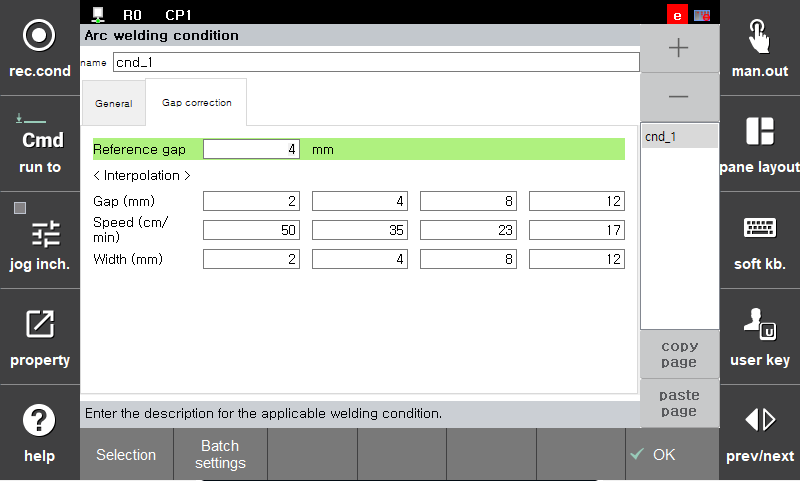 R0 CP1 e
Arc welding condition
name cnd_1
General Gap correction
Reference gap 4 mm
< Interpolation >
Gap (mm) 2 4 8 12
Speed (cm/
min) 50 35 23 17
Width (mm) 2 4 8 12
Enter the description for the applicable welding condition.
rec.cond
Cmd
run to
jog inch.
property
?
help
+
−
cnd_1
copy
page
paste
page
man.out
pane layout
soft kb.
U
user key
prev/next
Selection
Batch
settings
OK